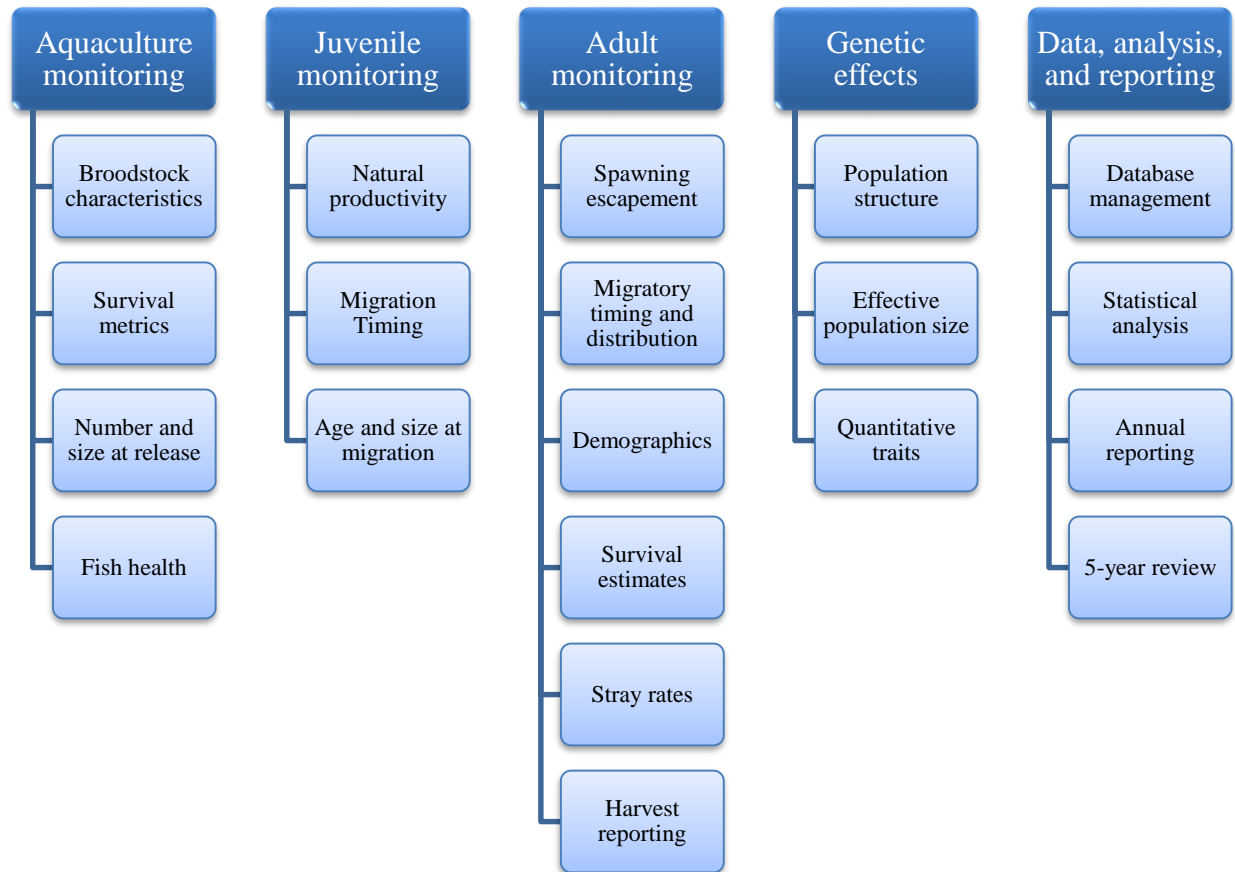 Aquaculture
monitoring
Broodstock
characteristics
Survival
metrics
Number and
size at release
Fish health
Juvenile
monitoring
Natural
productivity
Migration
Timing
Age and size at
migration
Adult
monitoring
Spawning
escapement
Migratory
timing and
distribution
Demographics
Survival
estimates
Stray rates
Harvest
reporting
Genetic
effects
Population
structure
Effective
population size
Quantitative
traits
Data, analysis,
and reporting
Database
management
Statistical
analysis
Annual
reporting
5-year review